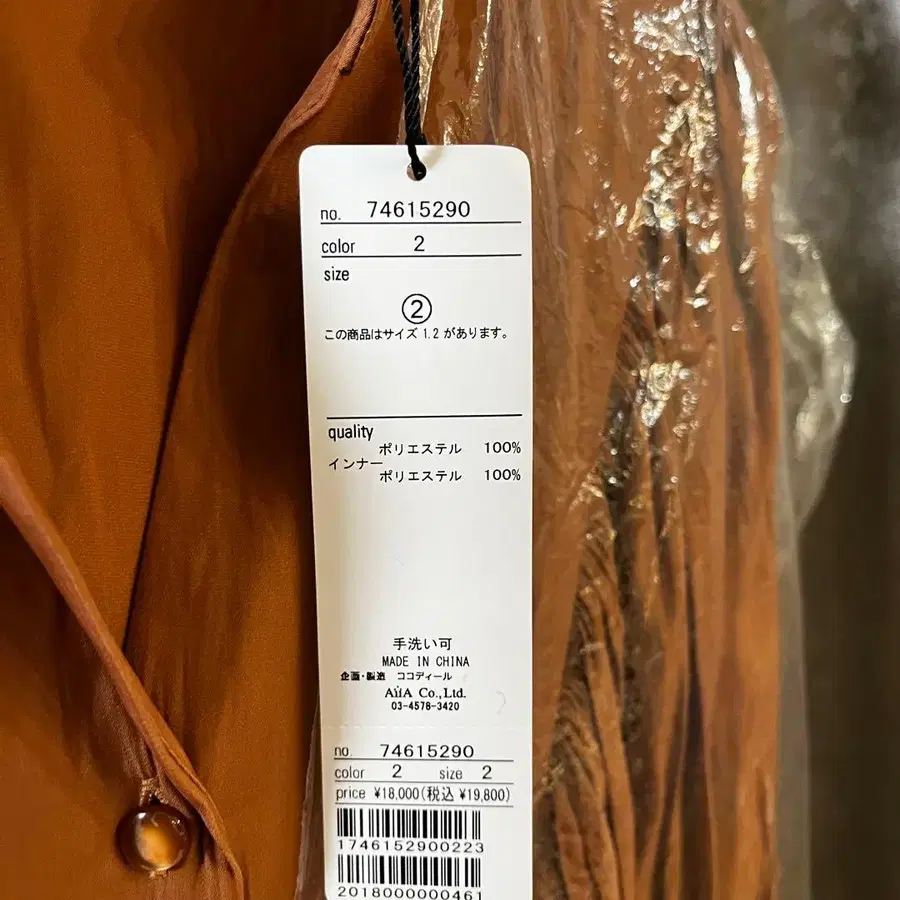 no. 74615290
color 2
size
②
この商品はサイズ 1.2 があります。
quality
ポリエステル 100%
インナー
ポリエステル 100%
手洗い可
MADE IN CHINA
企画・製造 ココディール
AііA Co.,Ltd.
03-4578-3420
no. 74615290
color 2 size 2
price ¥18,000(税込 ¥19,800)
1746152900223
2018000000461